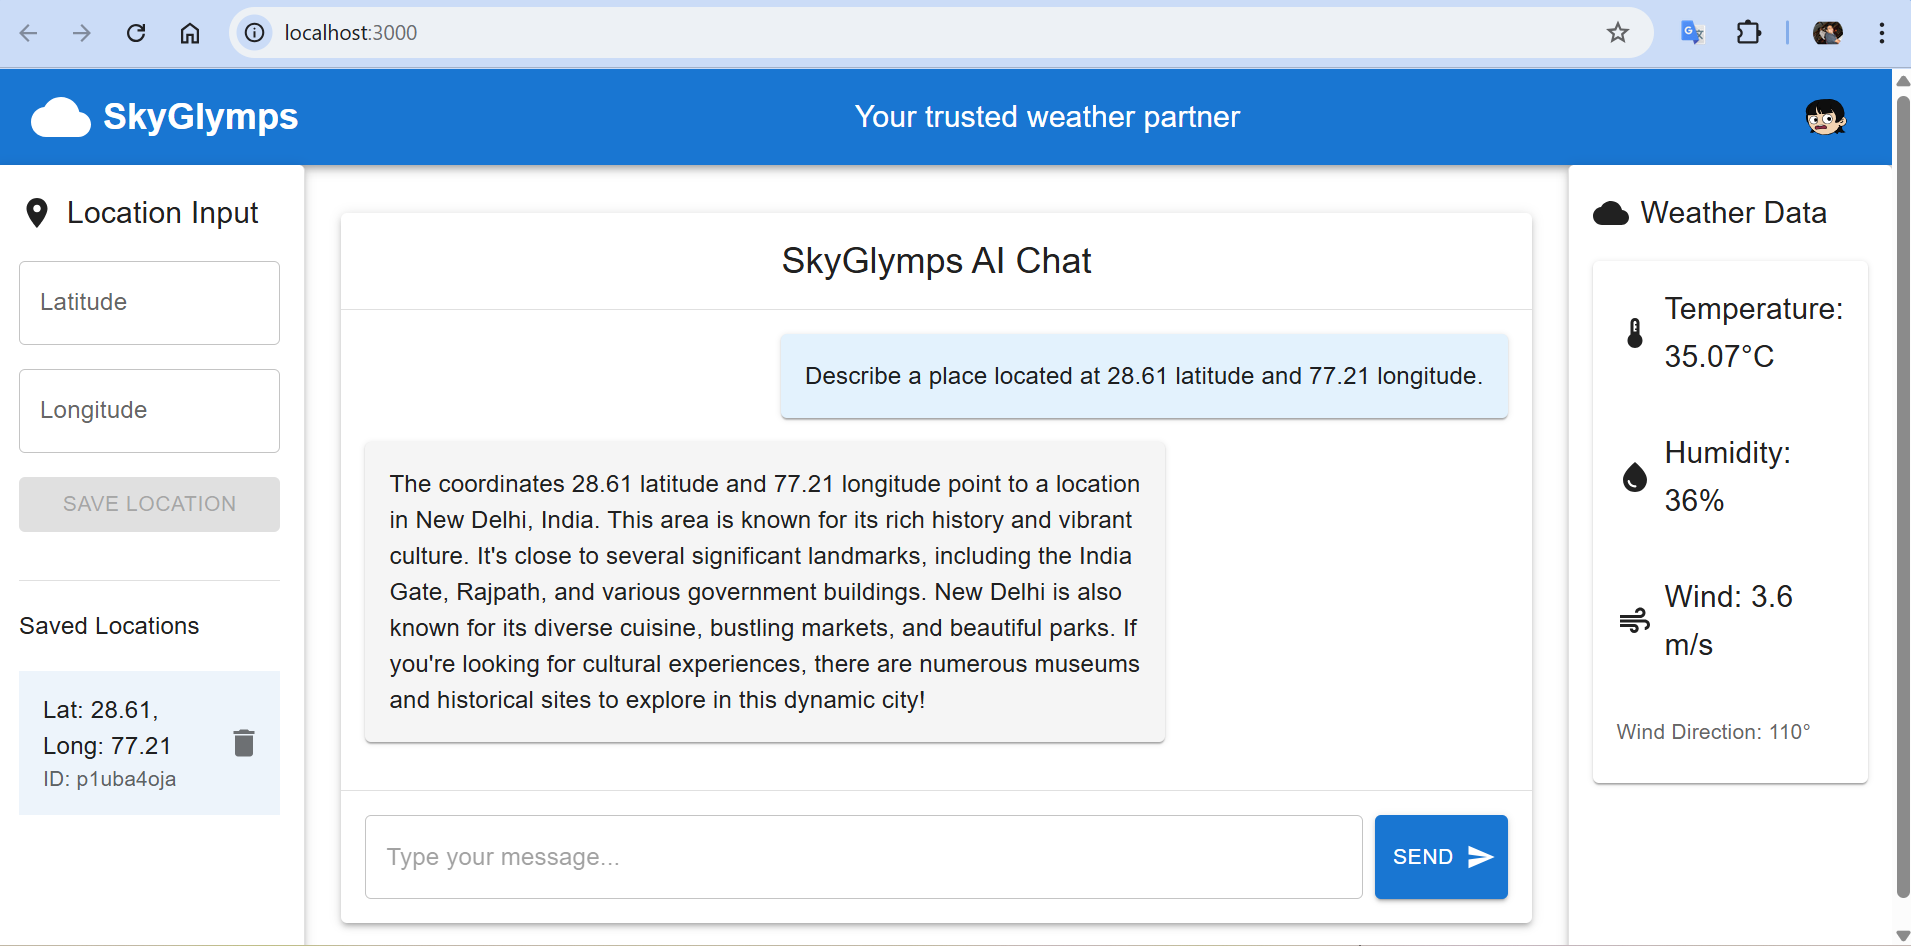 localhost:3000
SkyGlymps
Your trusted weather partner
Location Input
Latitude
Longitude
SAVE LOCATION
Saved Locations
Lat: 28.61,
Long: 77.21
ID: p1uba4oja
SkyGlymps AI Chat
Describe a place located at 28.61 latitude and 77.21 longitude.
The coordinates 28.61 latitude and 77.21 longitude point to a location
in New Delhi, India. This area is known for its rich history and vibrant
culture. It's close to several significant landmarks, including the India
Gate, Rajpath, and various government buildings. New Delhi is also
known for its diverse cuisine, bustling markets, and beautiful parks. If
you're looking for cultural experiences, there are numerous museums
and historical sites to explore in this dynamic city!
Type your message...
SEND
Weather Data
Temperature:
35.07°C
Humidity:
36%
Wind: 3.6
m/s
Wind Direction: 110°